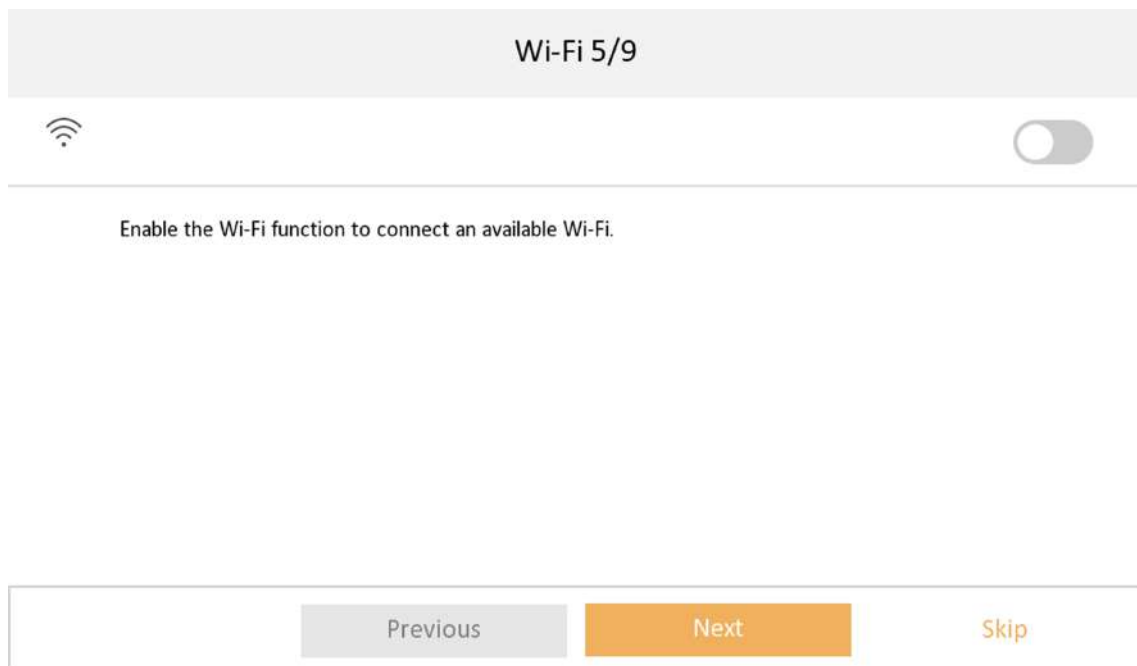 Wi-Fi 5/9
Enable the Wi-Fi function to connect an available Wi-Fi.
Previous
Next
Skip